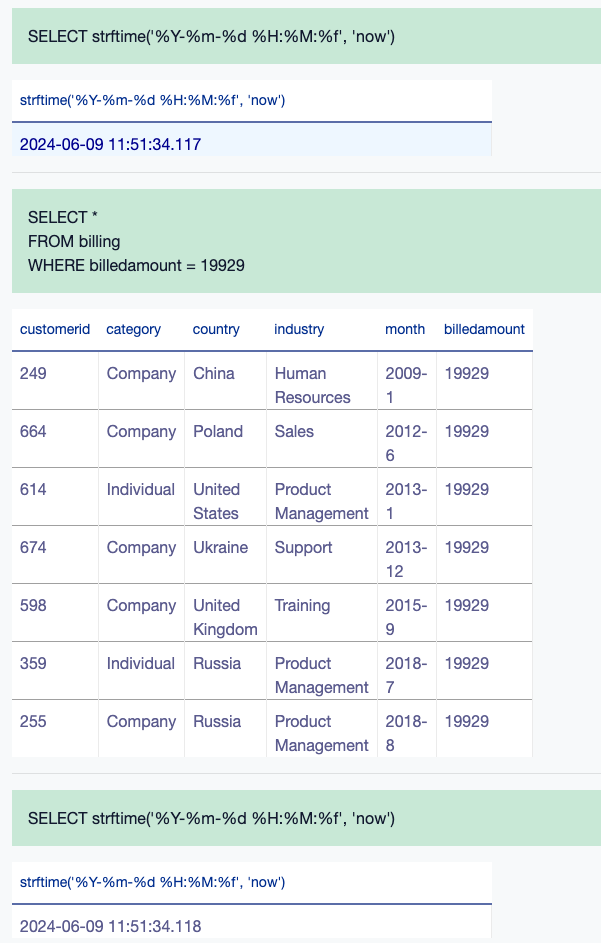 SELECT strftime('%Y-%m-%d %H:%M:%f', 'now')
strftime('%Y-%m-%d %H:%M:%f', 'now')
2024-06-09 11:51:34.117
SELECT *
FROM billing
WHERE billedamount = 19929
customerid category country industry month billedamount
249 Company China Human 2009- 19929
Resources 1
664 Company Poland Sales 2012- 19929
6
614 Individual United Product 2013- 19929
States Management 1
674 Company Ukraine Support 2013- 19929
12
598 Company United Training 2015- 19929
Kingdom 9
359 Individual Russia Product 2018- 19929
Management 7
255 Company Russia Product 2018- 19929
Management 8
SELECT strftime('%Y-%m-%d %H:%M:%f', 'now')
strftime('%Y-%m-%d %H:%M:%f', 'now')
2024-06-09 11:51:34.118